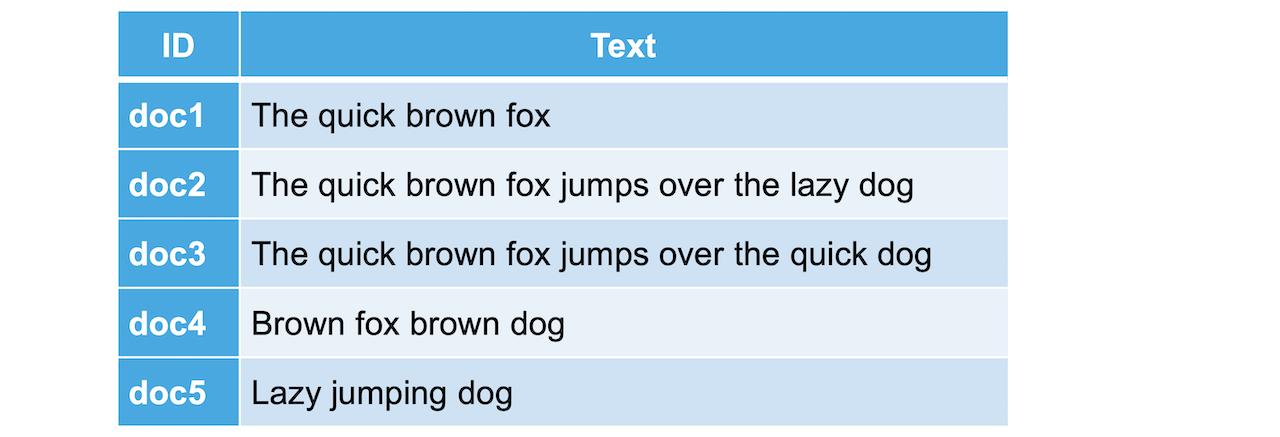 ID Text
doc1 The quick brown fox
doc2 The quick brown fox jumps over the lazy dog
doc3 The quick brown fox jumps over the quick dog
doc4 Brown fox brown dog
doc5 Lazy jumping dog